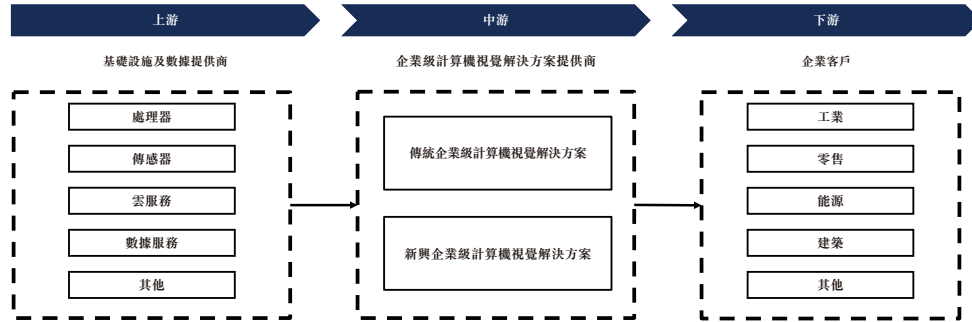 上游
中游
下游
基礎設施及數據提供商
企業級計算機視覺解決方案提供商
企業客戶
處理器
傳感器
雲服務
數據服務
其他
傳統企業級計算機視覺解決方案
新興企業級計算機視覺解決方案
工業
零售
能源
建築
其他